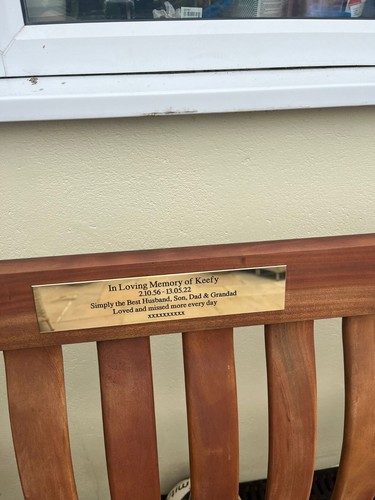 In Loving Memory of Keefy
2.10.56 - 13.05.22
Simply the Best Husband, Son, Dad & Grandad
Loved and missed more every day
xxxxxxxxxx